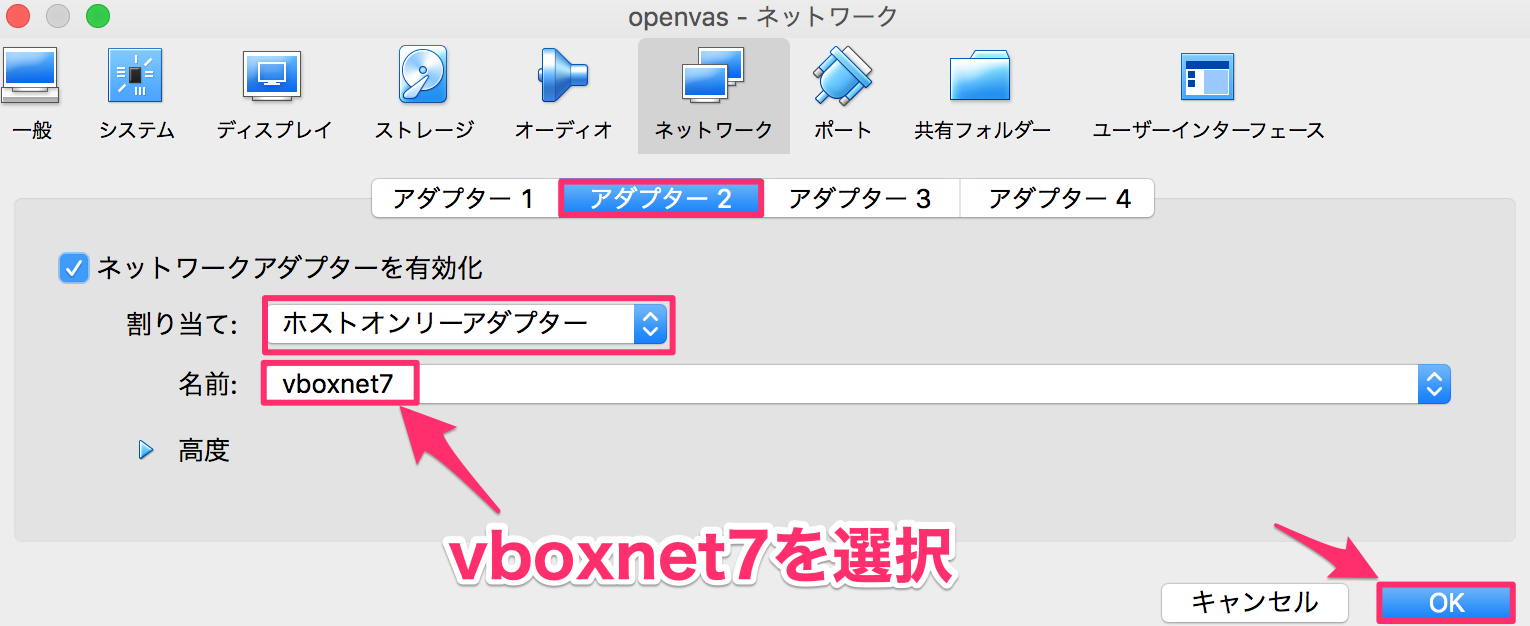 openvas - ネットワーク
一般 システム ディスプレイ ストレージ オーディオ ネットワーク ポート 共有フォルダー ユーザーインターフェース
アダプター 1 アダプター 2 アダプター 3 アダプター 4
ネットワークアダプターを有効化
割り当て: ホストオンリーアダプター
名前: vboxnet7
高度
vboxnet7を選択
キャンセル OK